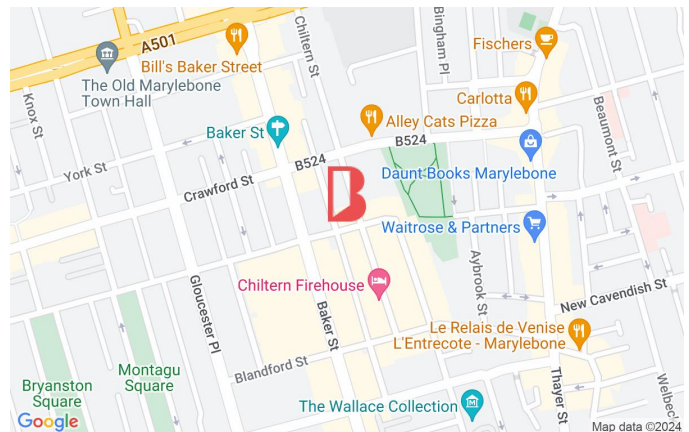 A501
Chiltern St
Bingham Pl
Fischers
Bill's Baker Street
The Old Marylebone
Town Hall
Knox St
Carlotta
Beaumont St
Alley Cats Pizza
Baker St
B524
B524
York St
Crawford St
Daunt Books Marylebone
Waitrose & Partners
Gloucester Pl
Chiltern Firehouse
Aybrook St
New Cavendish St
Baker St
Le Relais de Venise
L'Entrecote - Marylebone
Blandford St
Montagu
Square
Bryanston
Square
Thayer St
Welbec
The Wallace Collection
Google
Map data ©2024